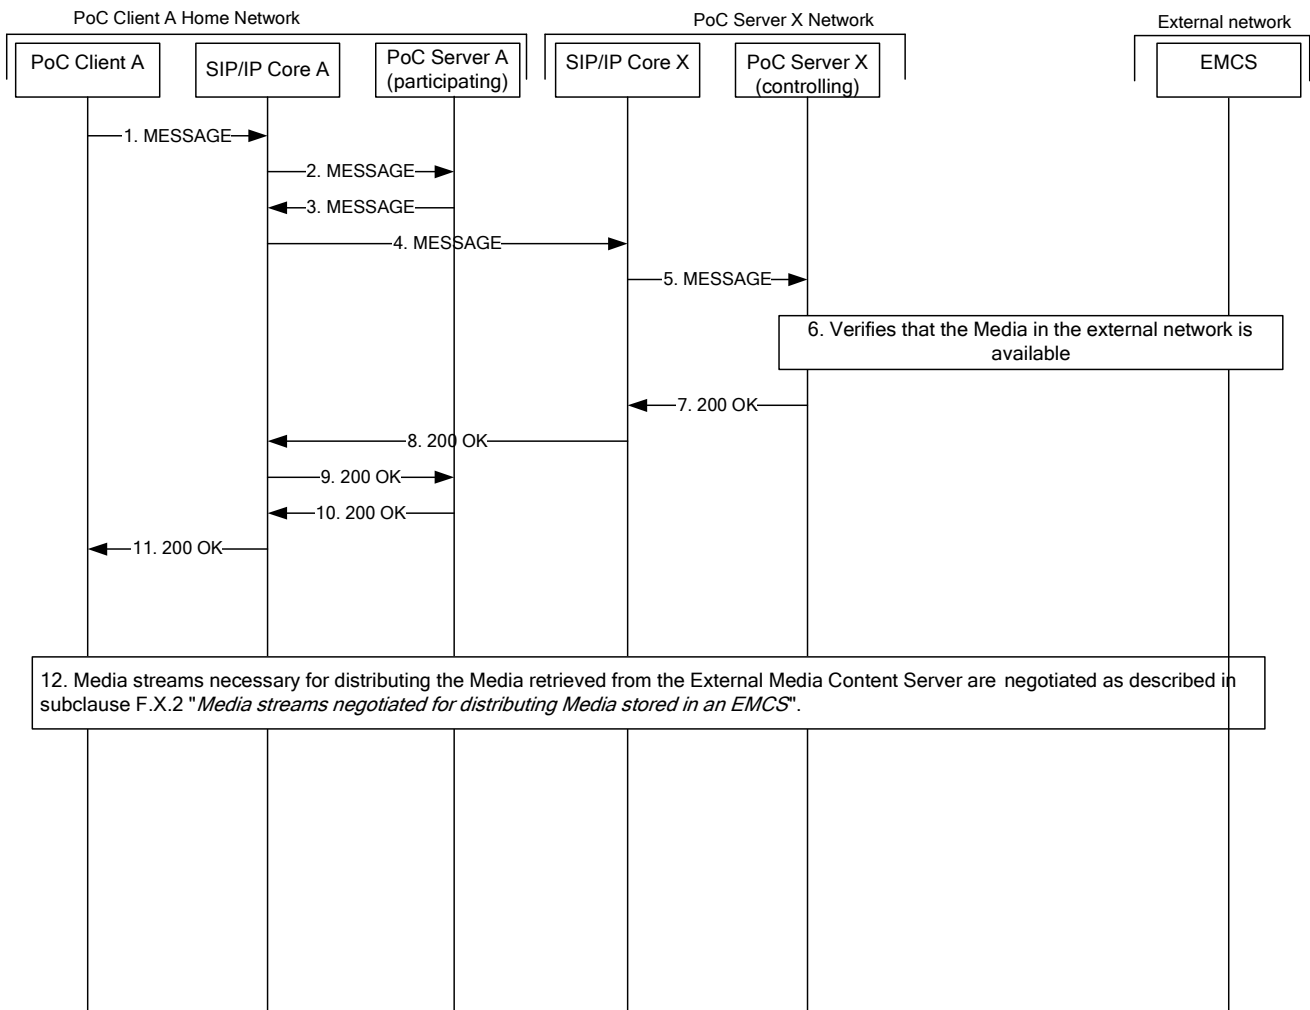 PoC Client A Home Network
PoC Server X Network
External network
PoC Client A
SIP/IP Core A
PoC Server A
(participating)
SIP/IP Core X
PoC Server X
(controlling)
EMCS
1. MESSAGE
2. MESSAGE
3. MESSAGE
4. MESSAGE
5. MESSAGE
6. Verifies that the Media in the external network is
available
7. 200 OK
8. 200 OK
9. 200 OK
10. 200 OK
11. 200 OK
12. Media streams necessary for distributing the Media retrieved from the External Media Content Server are negotiated as described in
subclause F.X.2 "Media streams negotiated for distributing Media stored in an EMCS".